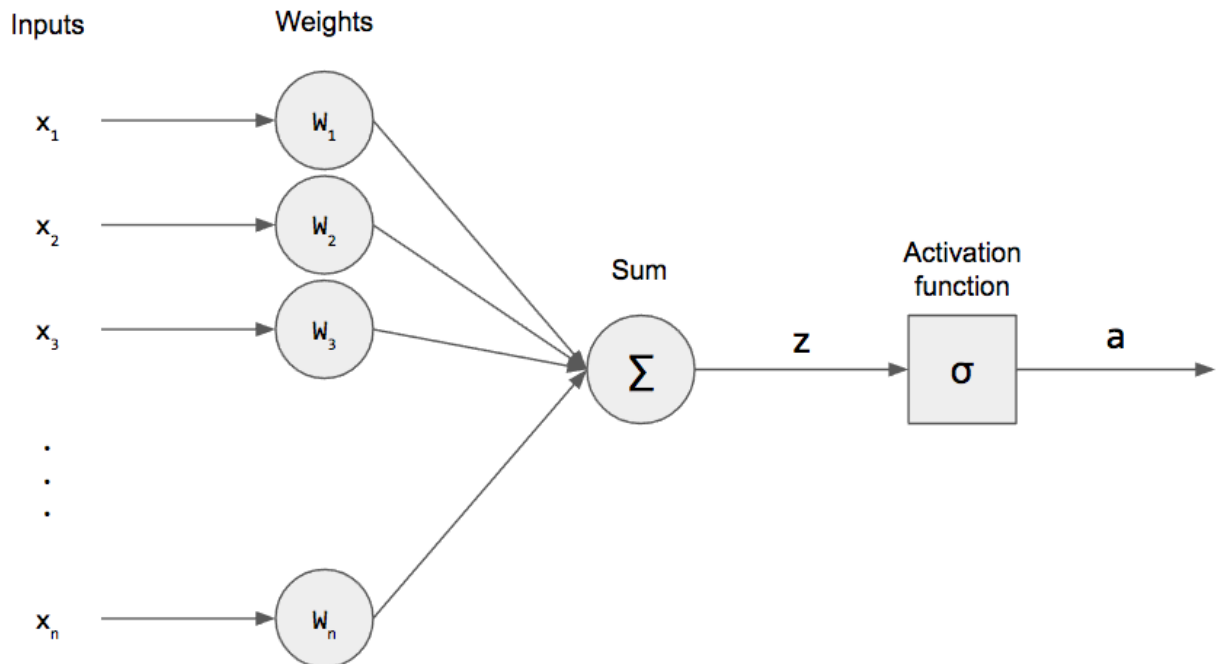 Inputs
Weights
x₁
W₁
x₂
W₂
x₃
W₃
.
.
.
xₙ
Wₙ
Sum
Σ
z
Activation
function
σ
a